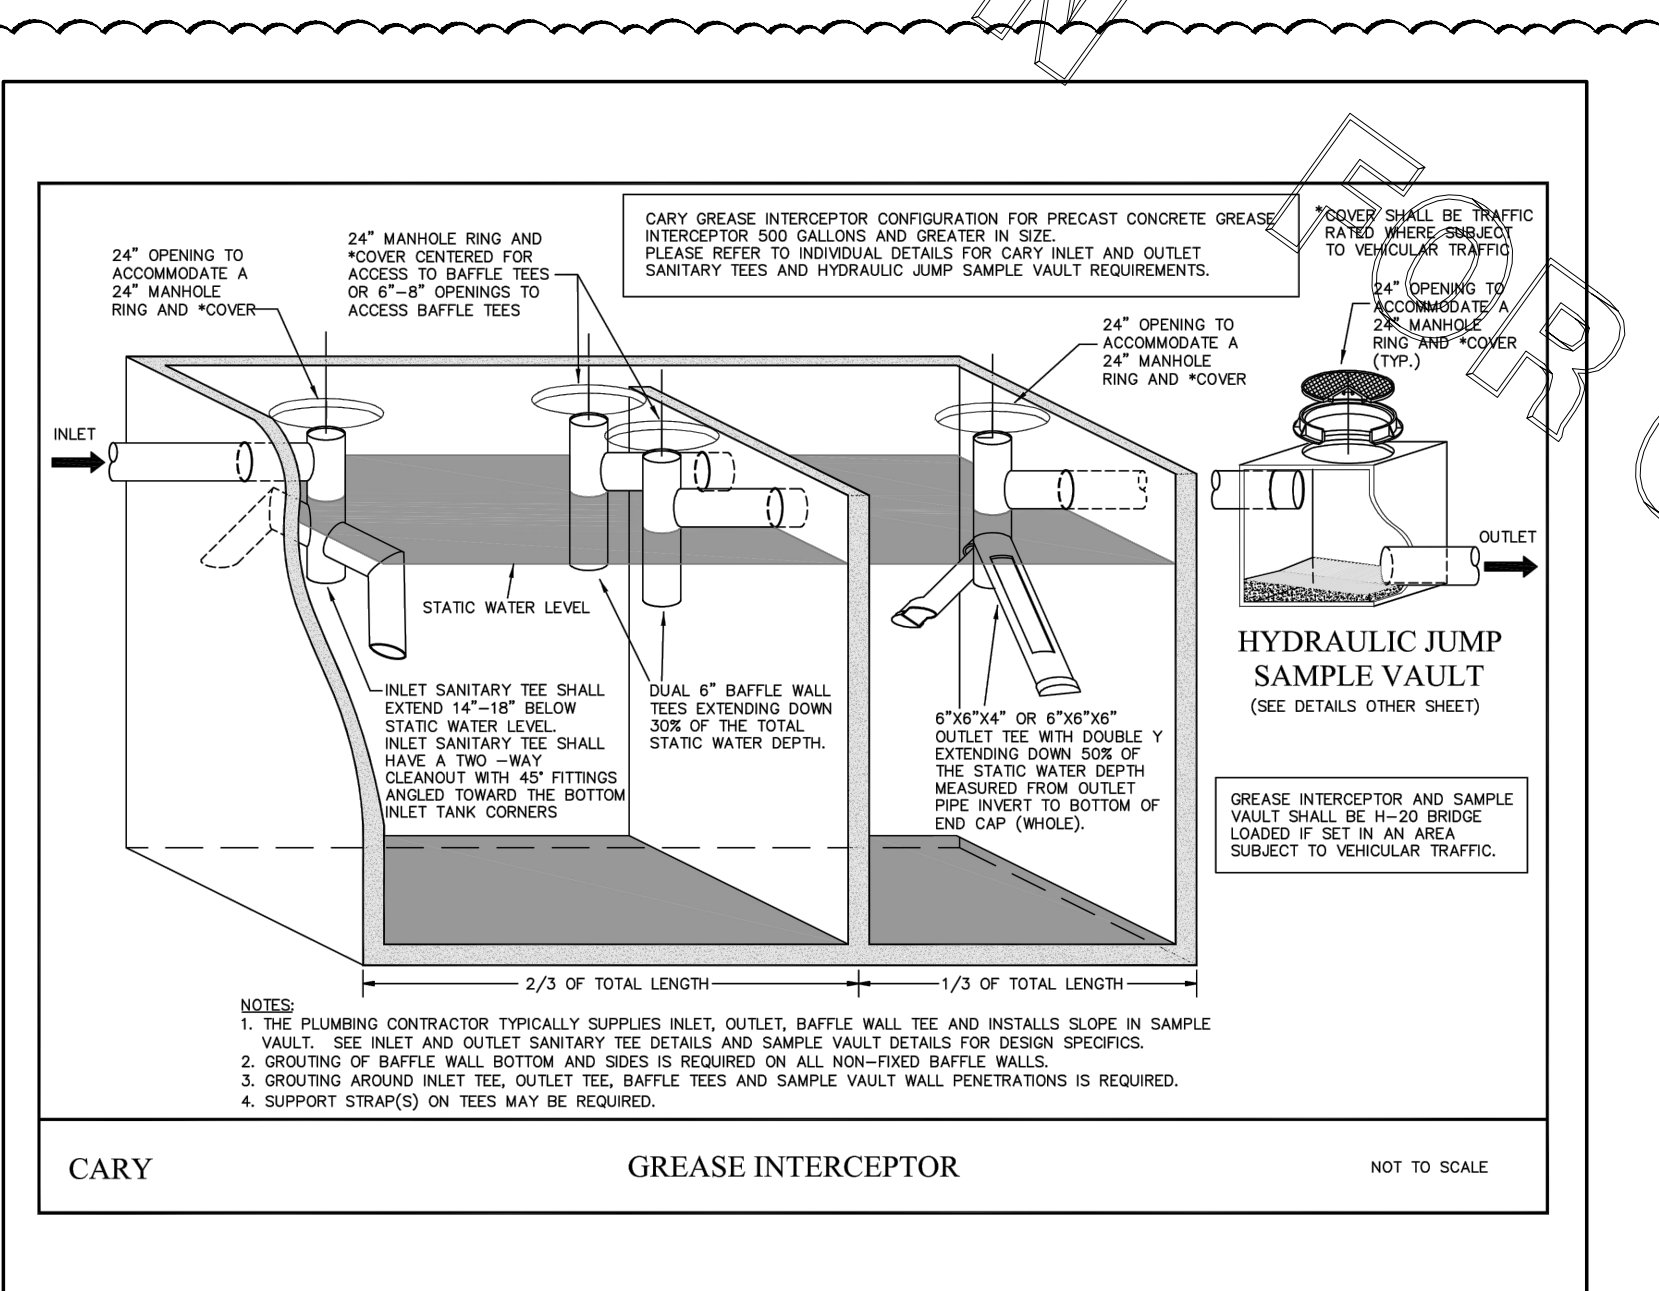 CARY GREASE INTERCEPTOR CONFIGURATION FOR PRECAST CONCRETE GREASE
INTERCEPTOR 500 GALLONS AND GREATER IN SIZE.
PLEASE REFER TO INDIVIDUAL DETAILS FOR CARY INLET AND OUTLET
SANITARY TEES AND HYDRAULIC JUMP SAMPLE VAULT REQUIREMENTS.
*COVER SHALL BE TRAFFIC
RATED WHERE SUBJECT
TO VEHICULAR TRAFFIC
24" OPENING TO
ACCOMMODATE A
24" MANHOLE
RING AND *COVER
24" MANHOLE RING AND
*COVER CENTERED FOR
ACCESS TO BAFFLE TEES
OR 6"-8" OPENINGS TO
ACCESS BAFFLE TEES
24" OPENING TO
ACCOMMODATE A
24" MANHOLE
RING AND *COVER
24" OPENING TO
ACCOMMODATE A
24" MANHOLE
RING AND *COVER
(TYP.)
FOR
INLET
OUTLET
STATIC WATER LEVEL
HYDRAULIC JUMP
SAMPLE VAULT
(SEE DETAILS OTHER SHEET)
INLET SANITARY TEE SHALL
EXTEND 14"-18" BELOW
STATIC WATER LEVEL.
INLET SANITARY TEE SHALL
HAVE A TWO -WAY
CLEANOUT WITH 45° FITTINGS
ANGLED TOWARD THE BOTTOM
INLET TANK CORNERS
DUAL 6" BAFFLE WALL
TEES EXTENDING DOWN
30% OF THE TOTAL
STATIC WATER DEPTH.
6"X6"X4" OR 6"X6"X6"
OUTLET TEE WITH DOUBLE Y
EXTENDING DOWN 50% OF
THE STATIC WATER DEPTH
MEASURED FROM OUTLET
PIPE INVERT TO BOTTOM OF
END CAP (WHOLE).
GREASE INTERCEPTOR AND SAMPLE
VAULT SHALL BE H-20 BRIDGE
LOADED IF SET IN AN AREA
SUBJECT TO VEHICULAR TRAFFIC.
2/3 OF TOTAL LENGTH
1/3 OF TOTAL LENGTH
NOTES:
1. THE PLUMBING CONTRACTOR TYPICALLY SUPPLIES INLET, OUTLET, BAFFLE WALL TEE AND INSTALLS SLOPE IN SAMPLE
VAULT. SEE INLET AND OUTLET SANITARY TEE DETAILS AND SAMPLE VAULT DETAILS FOR DESIGN SPECIFICS.
2. GROUTING OF BAFFLE WALL BOTTOM AND SIDES IS REQUIRED ON ALL NON-FIXED BAFFLE WALLS.
3. GROUTING AROUND INLET TEE, OUTLET TEE, BAFFLE TEES AND SAMPLE VAULT WALL PENETRATIONS IS REQUIRED.
4. SUPPORT STRAP(S) ON TEES MAY BE REQUIRED.
CARY
GREASE INTERCEPTOR
NOT TO SCALE